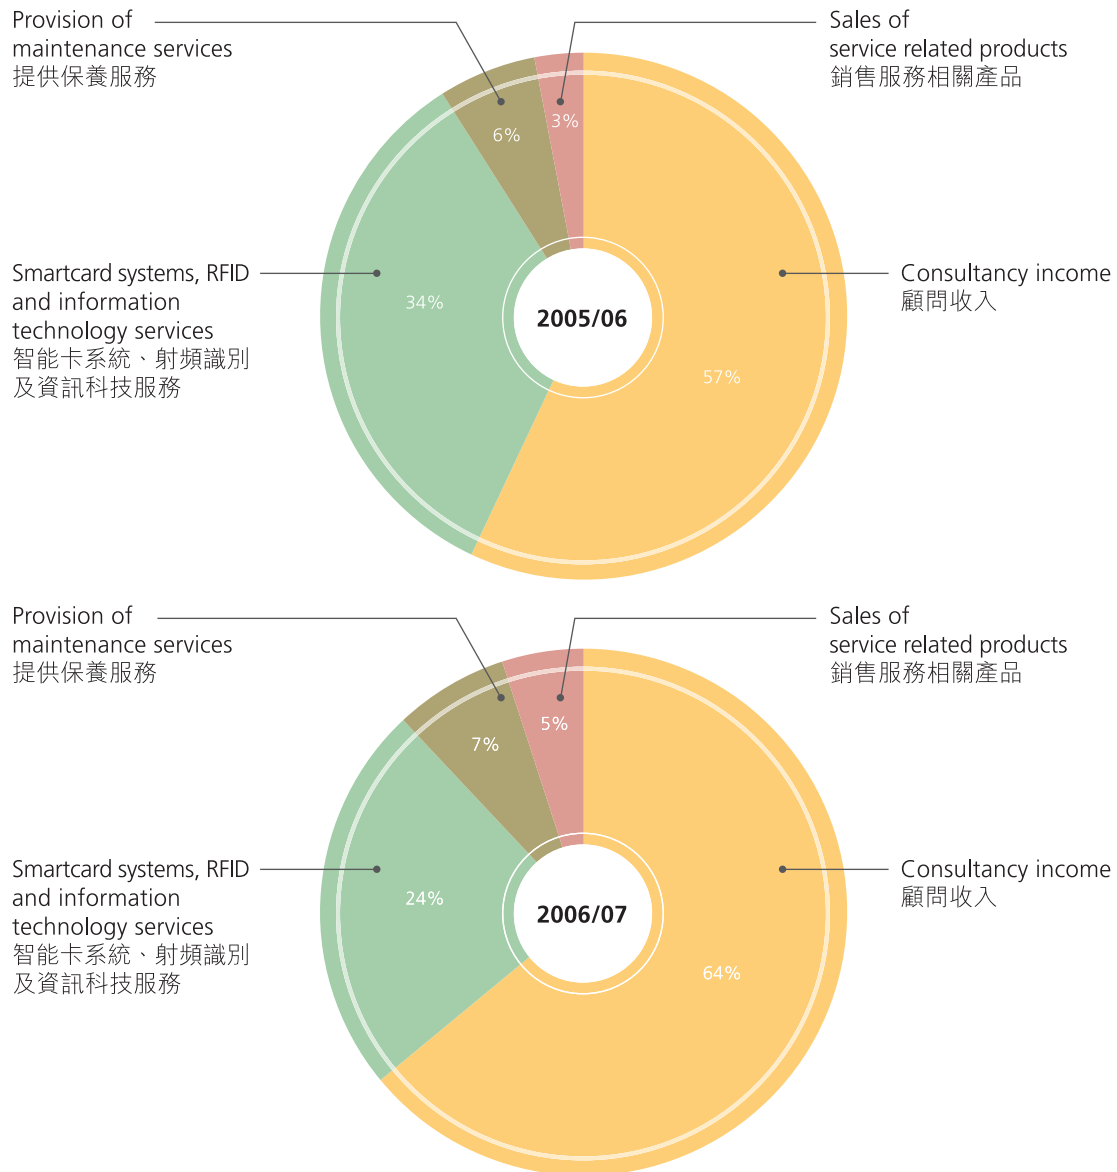 Provision of
maintenance services
提供保養服務
Sales of
service related products
銷售服務相關產品
6%
3%
Smartcard systems, RFID
and information
technology services
智能卡系統、射頻識別
及資訊科技服務
34%
2005/06
57%
Consultancy income
顧問收入
Provision of
maintenance services
提供保養服務
Sales of
service related products
銷售服務相關產品
7%
5%
Smartcard systems, RFID
and information
technology services
智能卡系統、射頻識別
及資訊科技服務
24%
2006/07
64%
Consultancy income
顧問收入